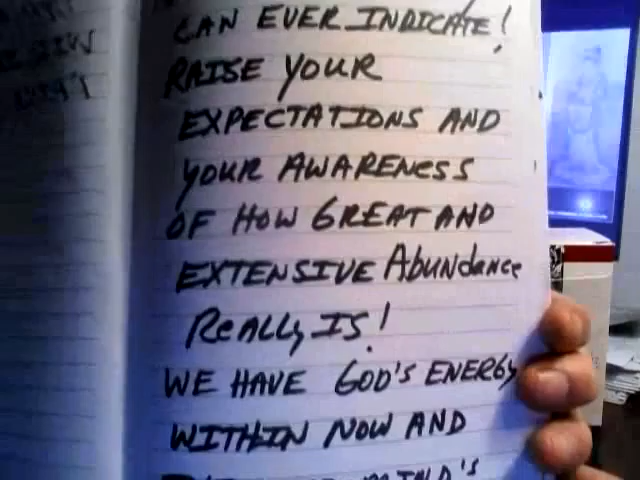 CAN EVER INDICATE!
RAISE YOUR
EXPECTATIONS AND
YOUR AWARENESS
OF HOW GREAT AND
EXTENSIVE Abundance
ReALLy IS!
WE HAVE GOD'S ENERGY
WITHIN NOW AND
MIND'S